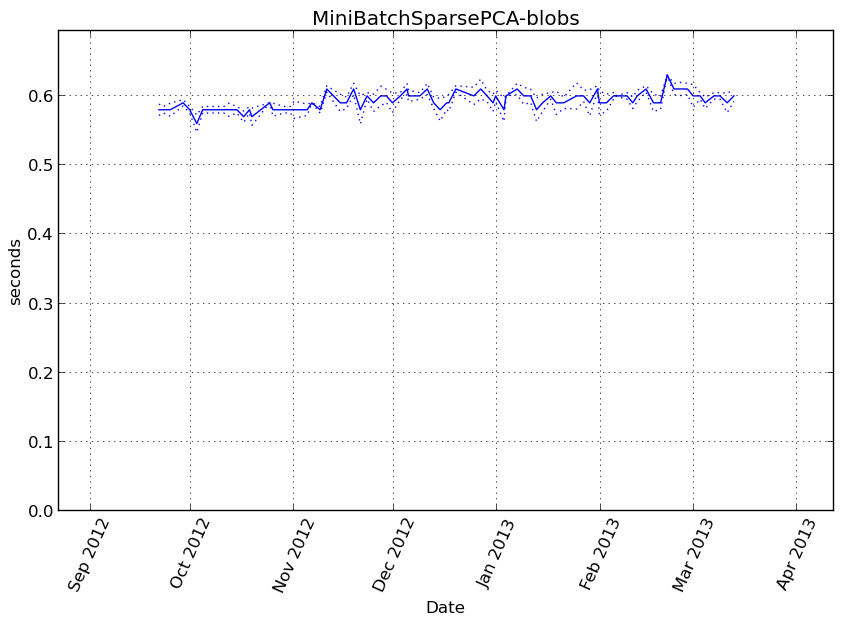 MiniBatchSparsePCA-blobs
0.6
0.5
0.4
0.3
0.2
0.1
0.0
seconds
Sep 2012
Oct 2012
Nov 2012
Dec 2012
Jan 2013
Feb 2013
Mar 2013
Apr 2013
Date